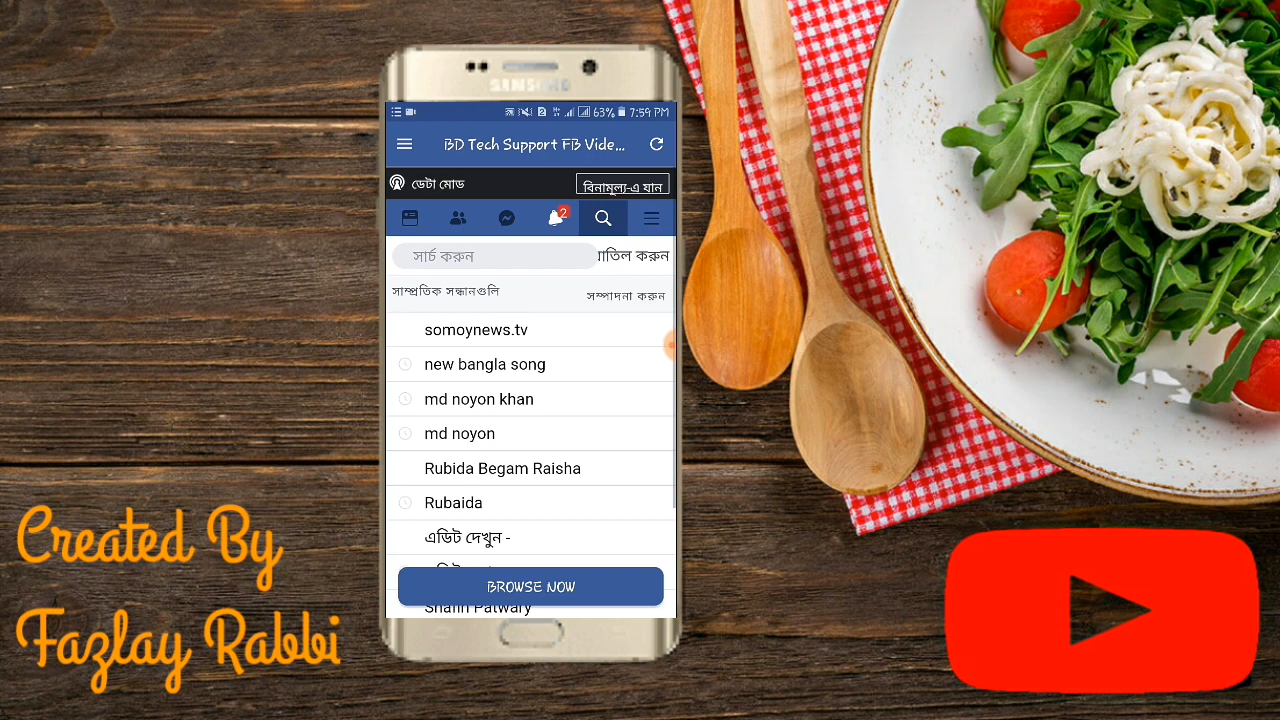 SAMSUNG
63% 7:59 PM
BD Tech Support FB Vide...
ডেটা মোড
বিনামূল্য-এ যান
2
সার্চ করুন
াতিল করুন
সাম্প্রতিক সন্ধানগুলি
সম্পাদনা করুন
somoynews.tv
new bangla song
md noyon khan
md noyon
Rubida Begam Raisha
Rubaida
এডিট দেখুন -
BROWSE NOW
Patwary
Created By
Fazlay Rabbi